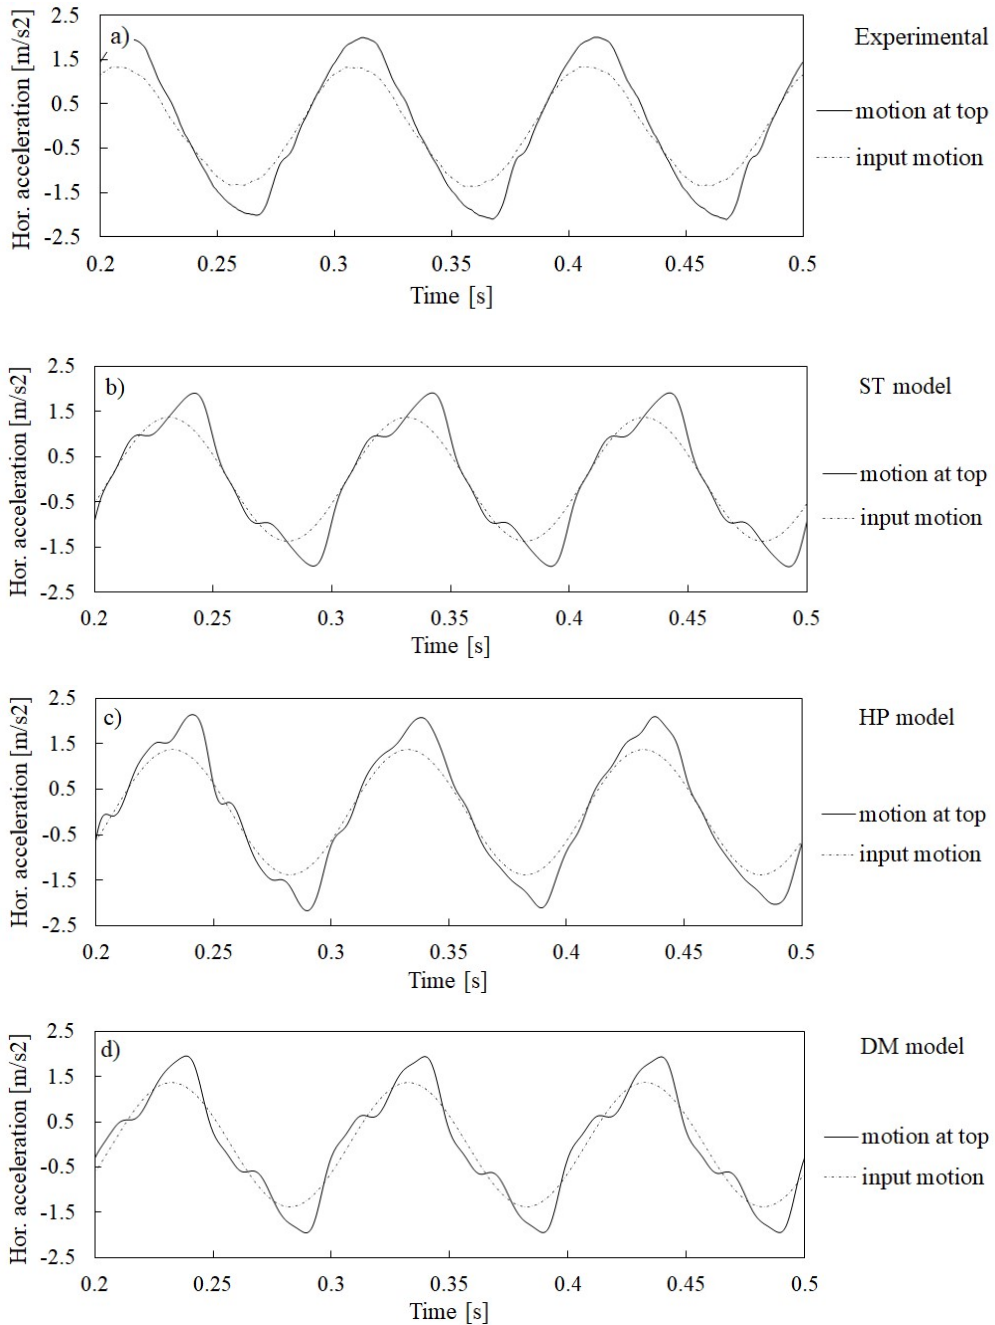 2.5
a)
1.5
0.5
-0.5
-1.5
-2.5
Hor. acceleration [m/s2]
0.2 0.25 0.3 0.35 0.4 0.45 0.5
Time [s]
Experimental
motion at top
input motion
2.5
b)
1.5
0.5
-0.5
-1.5
-2.5
Hor. acceleration [m/s2]
0.2 0.25 0.3 0.35 0.4 0.45 0.5
Time [s]
ST model
motion at top
input motion
2.5
c)
1.5
0.5
-0.5
-1.5
-2.5
Hor. acceleration [m/s2]
0.2 0.25 0.3 0.35 0.4 0.45 0.5
Time [s]
HP model
motion at top
input motion
2.5
d)
1.5
0.5
-0.5
-1.5
-2.5
Hor. acceleration [m/s2]
0.2 0.25 0.3 0.35 0.4 0.45 0.5
Time [s]
DM model
motion at top
input motion